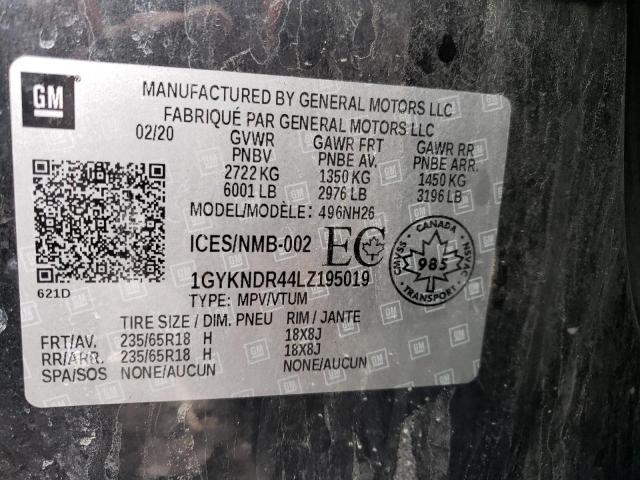 GM
MANUFACTURED BY GENERAL MOTORS LLC
FABRIQUÉ PAR GENERAL MOTORS LLC
02/20 GVWR GAWR FRT GAWR RR
PNBV PNBE AV. PNBE ARR.
2722 KG 1350 KG 1450 KG
6001 LB 2976 LB 3196 LB
MODEL/MODÈLE: 496NH26
ICES/NMB-002 EC
CANADA
CMVSS 985 NSVAC
TRANSPORT
1GYKNDR44LZ195019
621D
TYPE: MPV/VTUM
TIRE SIZE / DIM. PNEU RIM / JANTE
FRT/AV. 235/65R18 H 18X8J
RR/ARR. 235/65R18 H 18X8J
SPA/SOS NONE/AUCUN NONE/AUCUN